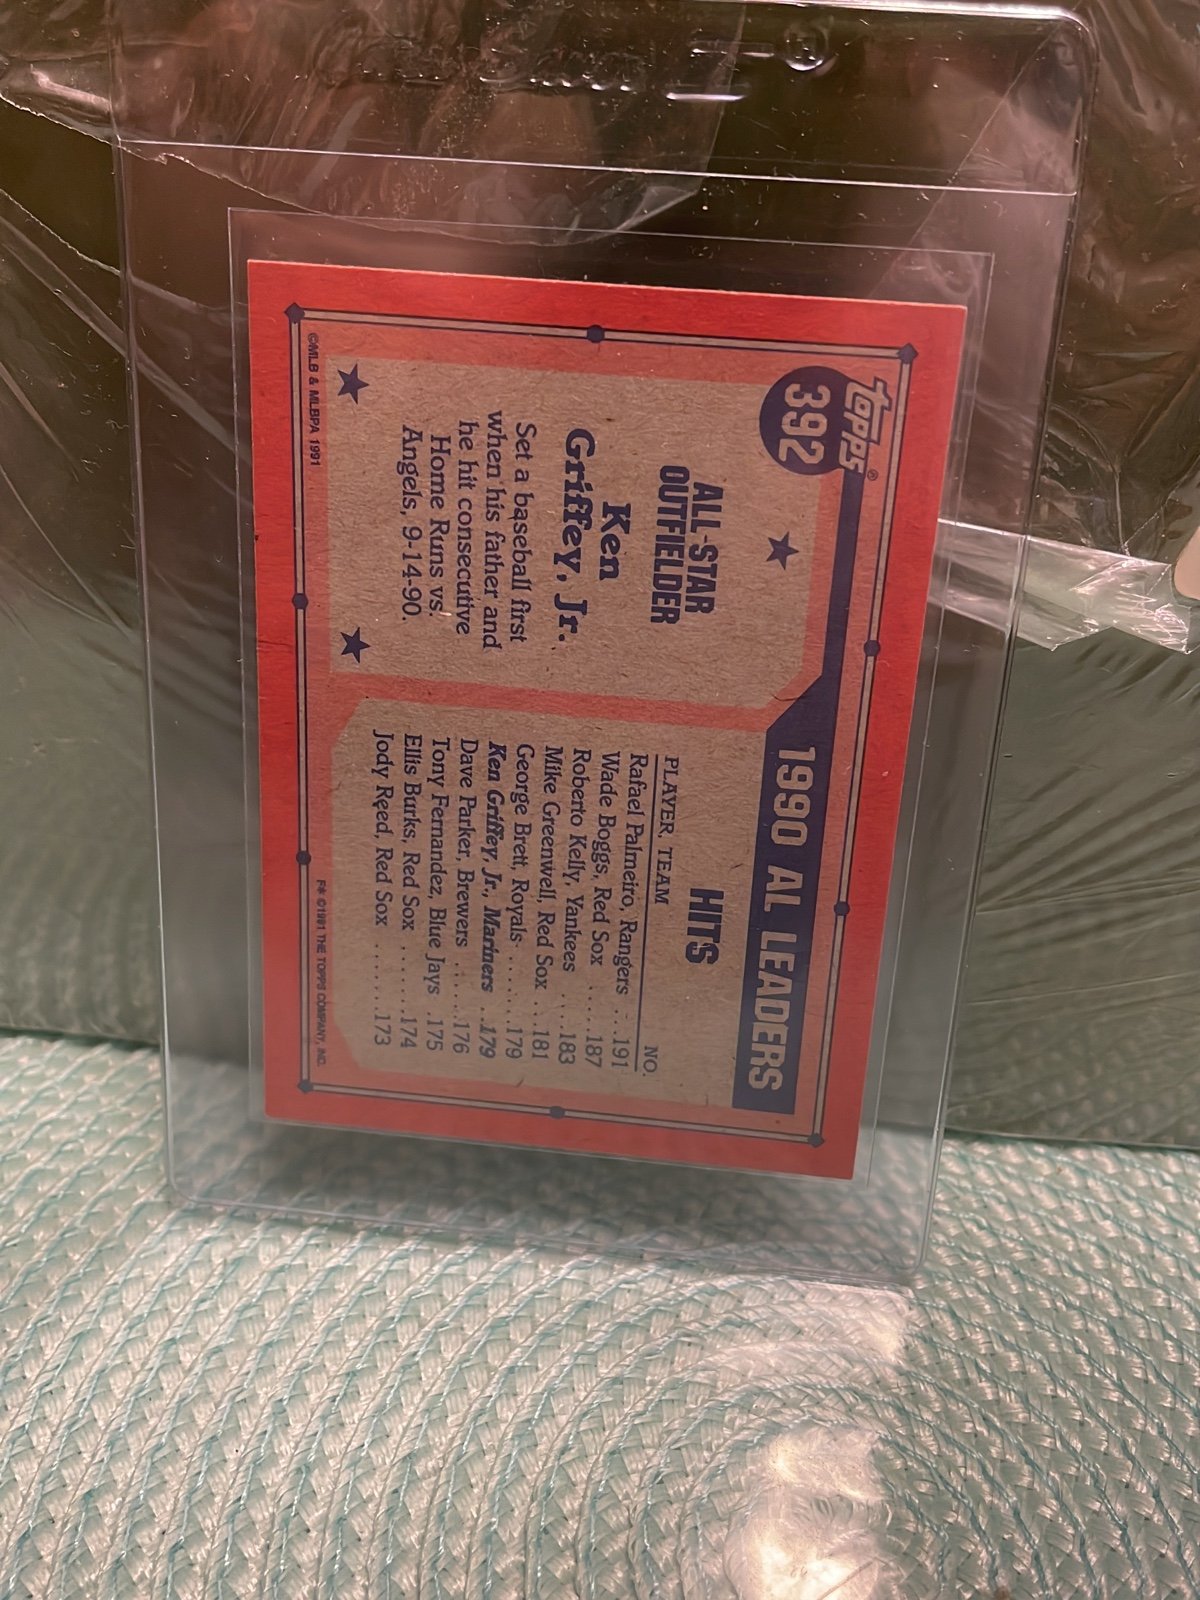 topps®
392
1990 AL LEADERS
ALL-STAR
OUTFIELDER
Ken
Griffey, Jr.
Set a baseball first
when his father and
he hit consecutive
Home Runs vs.
Angels, 9-14-90.
HITS
PLAYER, TEAM NO.
Rafael Palmeiro, Rangers ...191
Wade Boggs, Red Sox ......187
Roberto Kelly, Yankees .....183
Mike Greenwell, Red Sox ...181
George Brett, Royals ........179
Ken Griffey, Jr., Mariners ..179
Dave Parker, Brewers ......176
Tony Fernandez, Blue Jays .175
Ellis Burks, Red Sox .......174
Jody Reed, Red Sox .......173
©MLB & MLBPA 1991
F* ©1991 THE TOPPS COMPANY, INC.